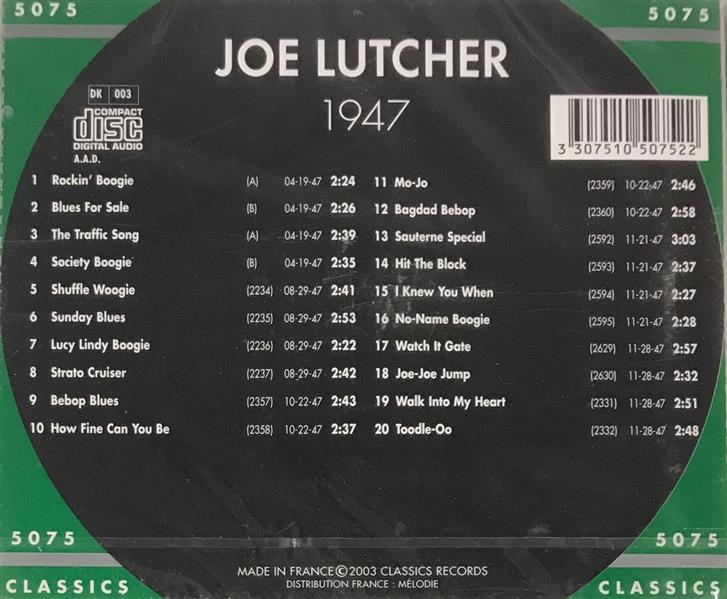 5075 5075
JOE LUTCHER
1947
DK 003
COMPACT
disc
DIGITAL AUDIO
A.A.D.
3 307510 507522
1 Rockin' Boogie (A) 04-19-47 2:24
2 Blues For Sale (B) 04-19-47 2:26
3 The Traffic Song (A) 04-19-47 2:39
4 Society Boogie (B) 04-19-47 2:35
5 Shuffle Woogie (2234) 08-29-47 2:41
6 Sunday Blues (2235) 08-29-47 2:53
7 Lucy Lindy Boogie (2236) 08-29-47 2:22
8 Strato Cruiser (2237) 08-29-47 2:42
9 Bebop Blues (2357) 10-22-47 2:43
10 How Fine Can You Be (2358) 10-22-47 2:37
11 Mo-Jo (2359) 10-22-47 2:46
12 Bagdad Bebop (2360) 10-22-47 2:58
13 Sauterne Special (2592) 11-21-47 3:03
14 Hit The Block (2593) 11-21-47 2:37
15 I Knew You When (2594) 11-21-47 2:27
16 No-Name Boogie (2595) 11-21-47 2:28
17 Watch It Gate (2629) 11-28-47 2:57
18 Joe-Joe Jump (2630) 11-28-47 2:32
19 Walk Into My Heart (2331) 11-28-47 2:51
20 Toodle-Oo (2332) 11-28-47 2:48
5075 5075
MADE IN FRANCE©2003 CLASSICS RECORDS
DISTRIBUTION FRANCE : MÉLODIE
CLASSICS CLASSICS